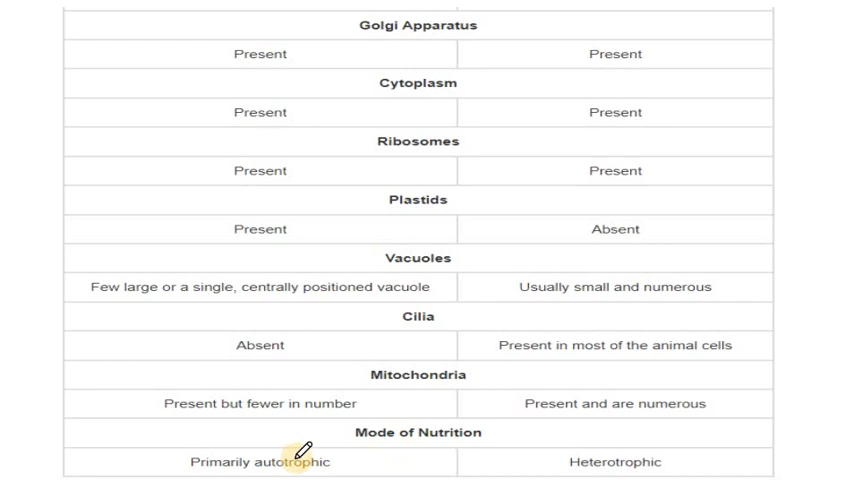 Golgi Apparatus
Present Present
Cytoplasm
Present Present
Ribosomes
Present Present
Plastids
Present Absent
Vacuoles
Few large or a single, centrally positioned vacuole Usually small and numerous
Cilia
Absent Present in most of the animal cells
Mitochondria
Present but fewer in number Present and are numerous
Mode of Nutrition
Primarily autotrophic Heterotrophic